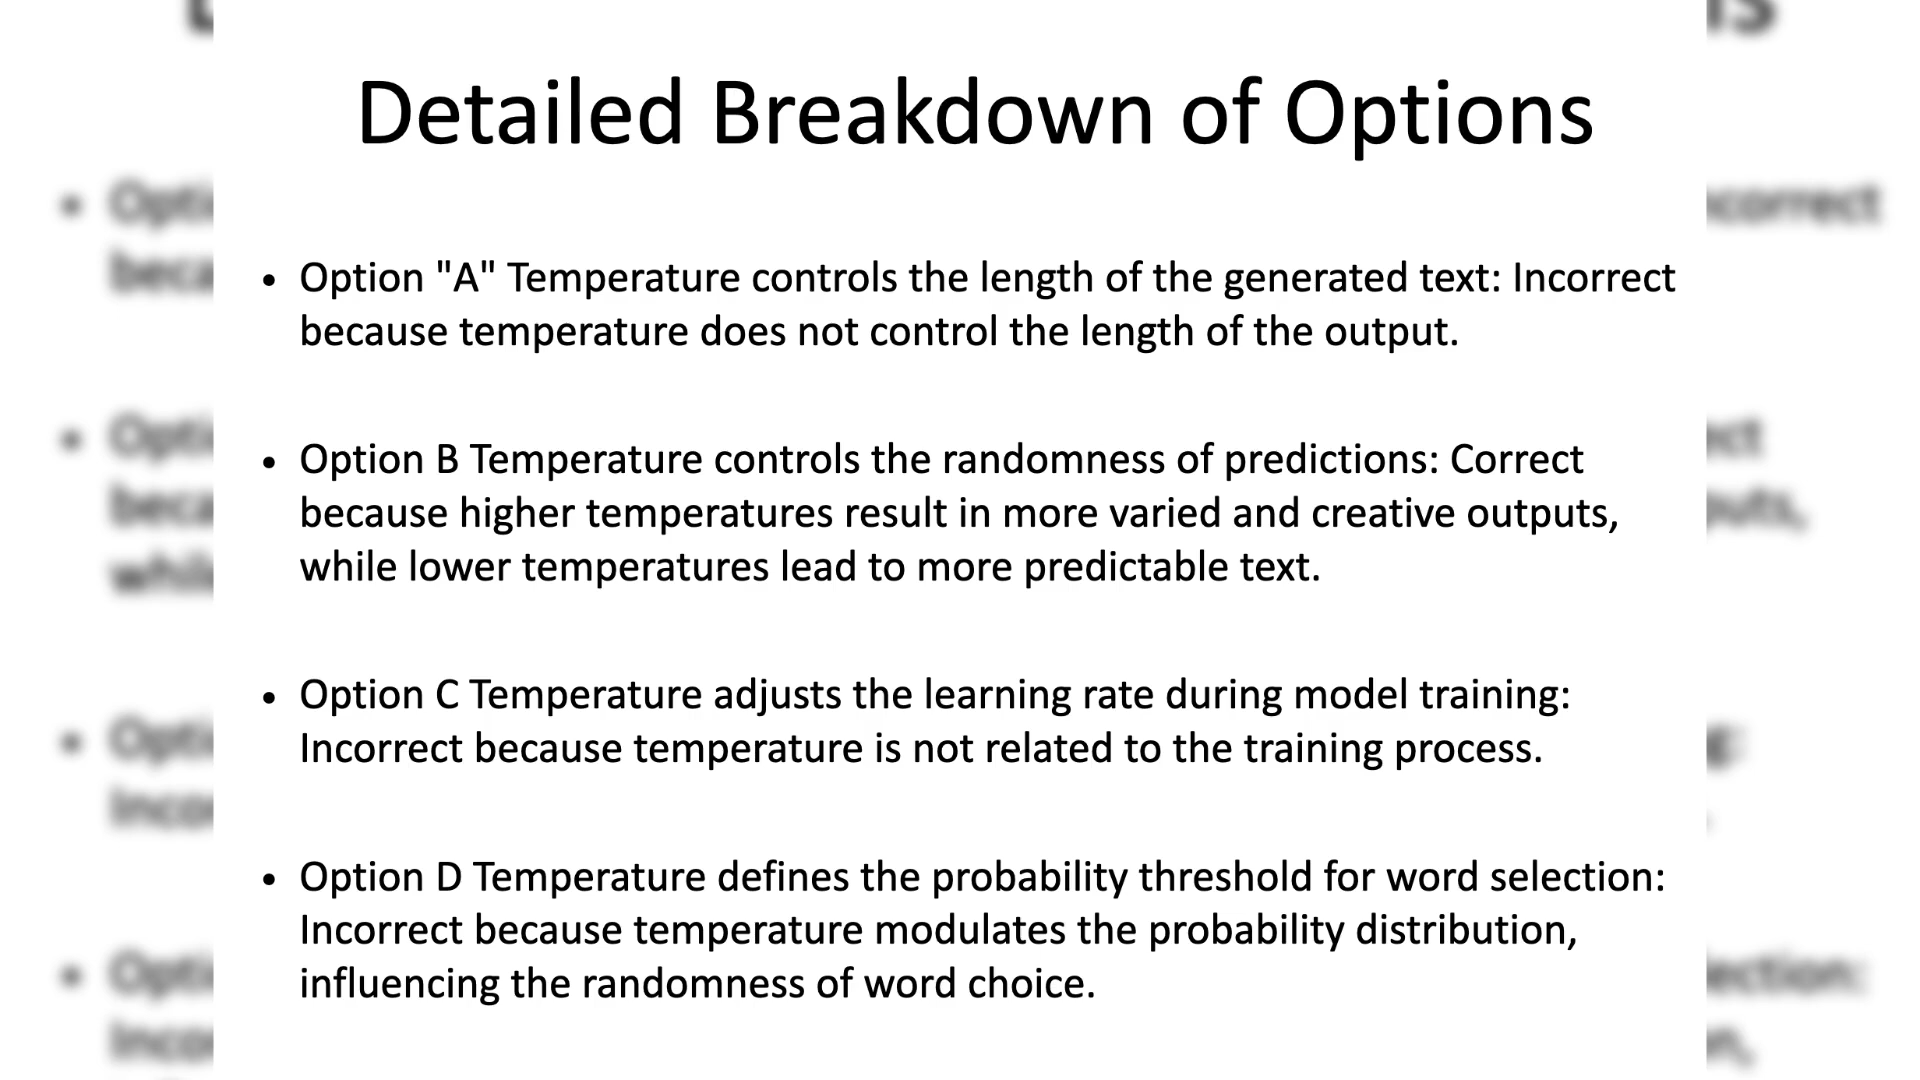 Detailed Breakdown of Options
• Option "A" Temperature controls the length of the generated text: Incorrect
because temperature does not control the length of the output.
• Option B Temperature controls the randomness of predictions: Correct
because higher temperatures result in more varied and creative outputs,
while lower temperatures lead to more predictable text.
• Option C Temperature adjusts the learning rate during model training:
Incorrect because temperature is not related to the training process.
• Option D Temperature defines the probability threshold for word selection:
Incorrect because temperature modulates the probability distribution,
influencing the randomness of word choice.